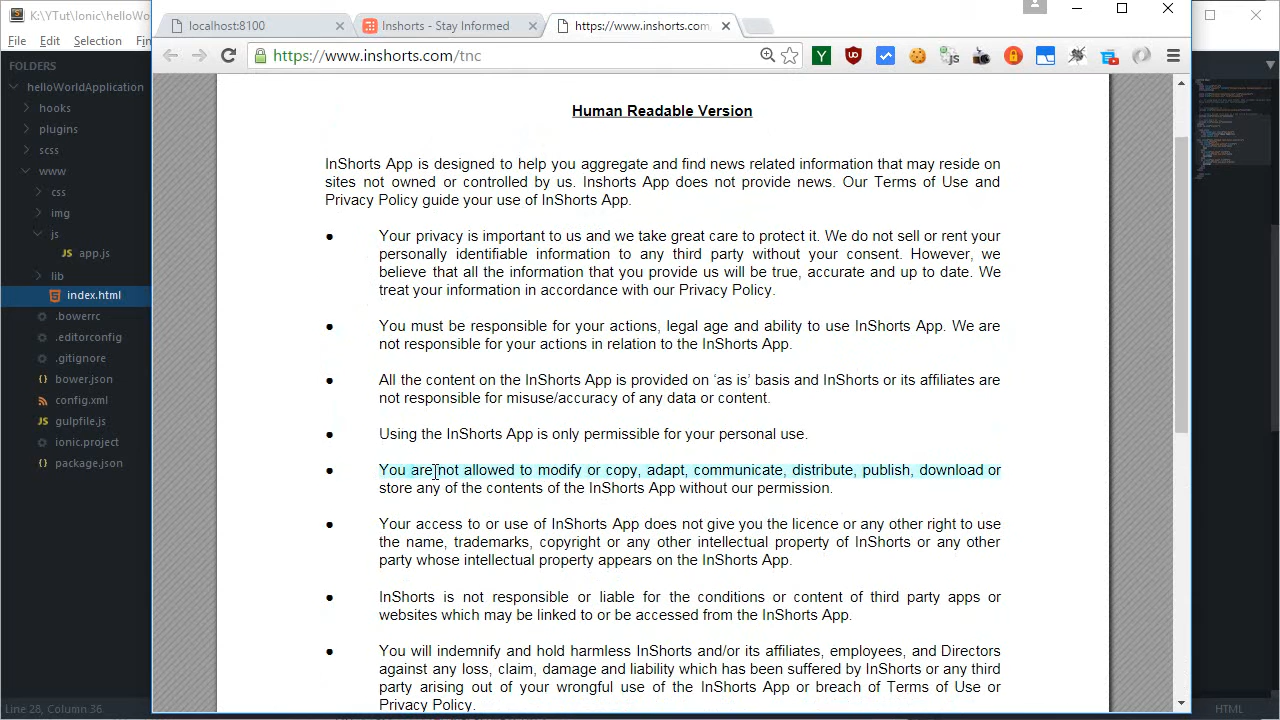 K:\YTut\Ionic\helloWo
File Edit Selection Fin
FOLDERS
helloWorldApplication
hooks
plugins
scss
www
css
img
js
JS app.js
lib
index.html
.bowerrc
.editorconfig
.gitignore
{} bower.json
config.xml
JS gulpfile.js
{} ionic.project
{} package.json
Line 28, Column 36
HTML
localhost:8100
Inshorts - Stay Informed
https://www.inshorts.com
https://www.inshorts.com/tnc
Human Readable Version
InShorts App is designed to help you aggregate and read news related information that may reside on
sites not owned or controlled by us. Inshorts App does not produce news. Our Terms of Use and
Privacy Policy guide your use of InShorts App.
● Your privacy is important to us and we take great care to protect it. We do not sell or rent your
personally identifiable information to any third party without your consent. However, we
believe that all the information that you provide us will be true, accurate and up to date. We
treat your information in accordance with our Privacy Policy.
● You must be responsible for your actions, legal age and ability to use InShorts App. We are
not responsible for your actions in relation to the InShorts App.
● All the content on the InShorts App is provided on ‘as is’ basis and InShorts or its affiliates are
not responsible for misuse/accuracy of any data or content.
● Using the InShorts App is only permissible for your personal use.
● You are not allowed to modify or copy, adapt, communicate, distribute, publish, download or
store any of the contents of the InShorts App without our permission.
● Your access to or use of InShorts App does not give you the licence or any other right to use
the name, trademarks, copyright or any other intellectual property of InShorts or any other
party whose intellectual property appears on the InShorts App.
● InShorts is not responsible or liable for the conditions or content of third party apps or
websites which may be linked to or be accessed from the InShorts App.
● You will indemnify and hold harmless InShorts and/or its affiliates, employees, and Directors
against any loss, claim, damage and liability which has been suffered by InShorts or any third
party arising out of your wrongful use of the InShorts App or breach of Terms of Use or
Privacy Policy.